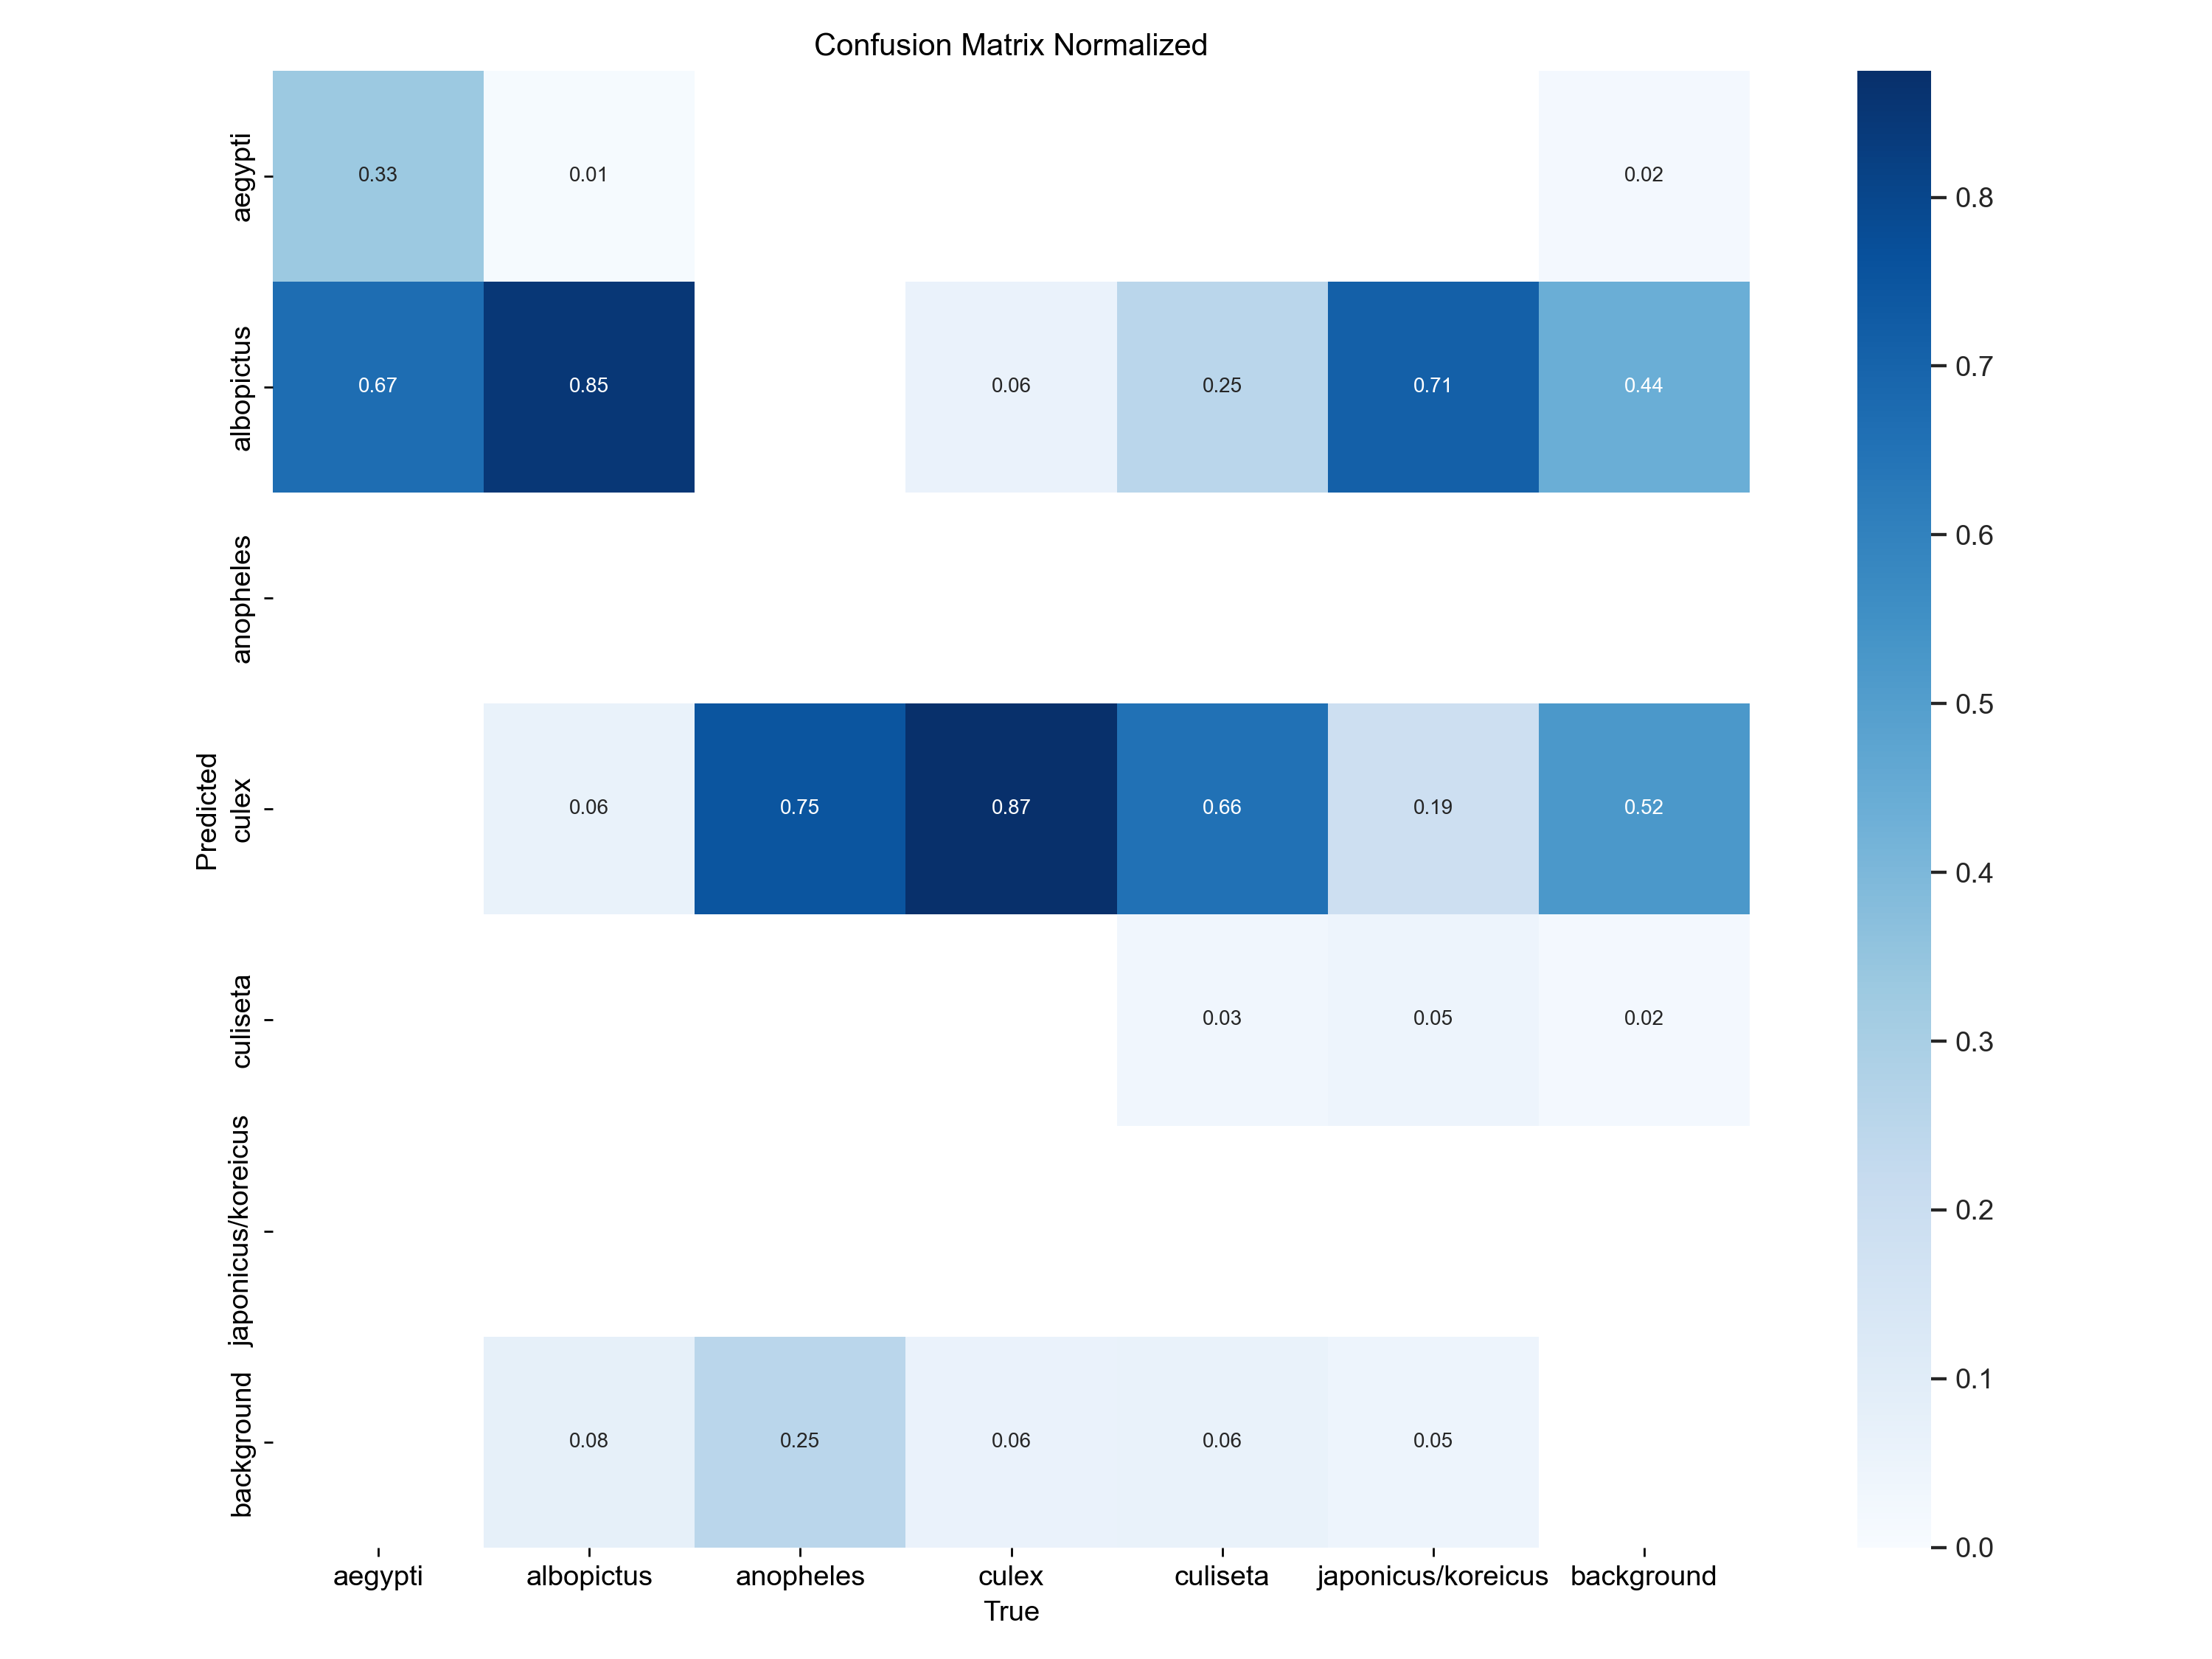 Confusion Matrix Normalized
aegypti
0.33
0.01
0.02
albopictus
0.67
0.85
0.06
0.25
0.71
0.44
anopheles
Predicted
culex
0.06
0.75
0.87
0.66
0.19
0.52
culiseta
0.03
0.05
0.02
japonicus/koreicus
background
0.08
0.25
0.06
0.06
0.05
aegypti
albopictus
anopheles
culex
culiseta
japonicus/koreicus
background
True
0.8
0.7
0.6
0.5
0.4
0.3
0.2
0.1
0.0